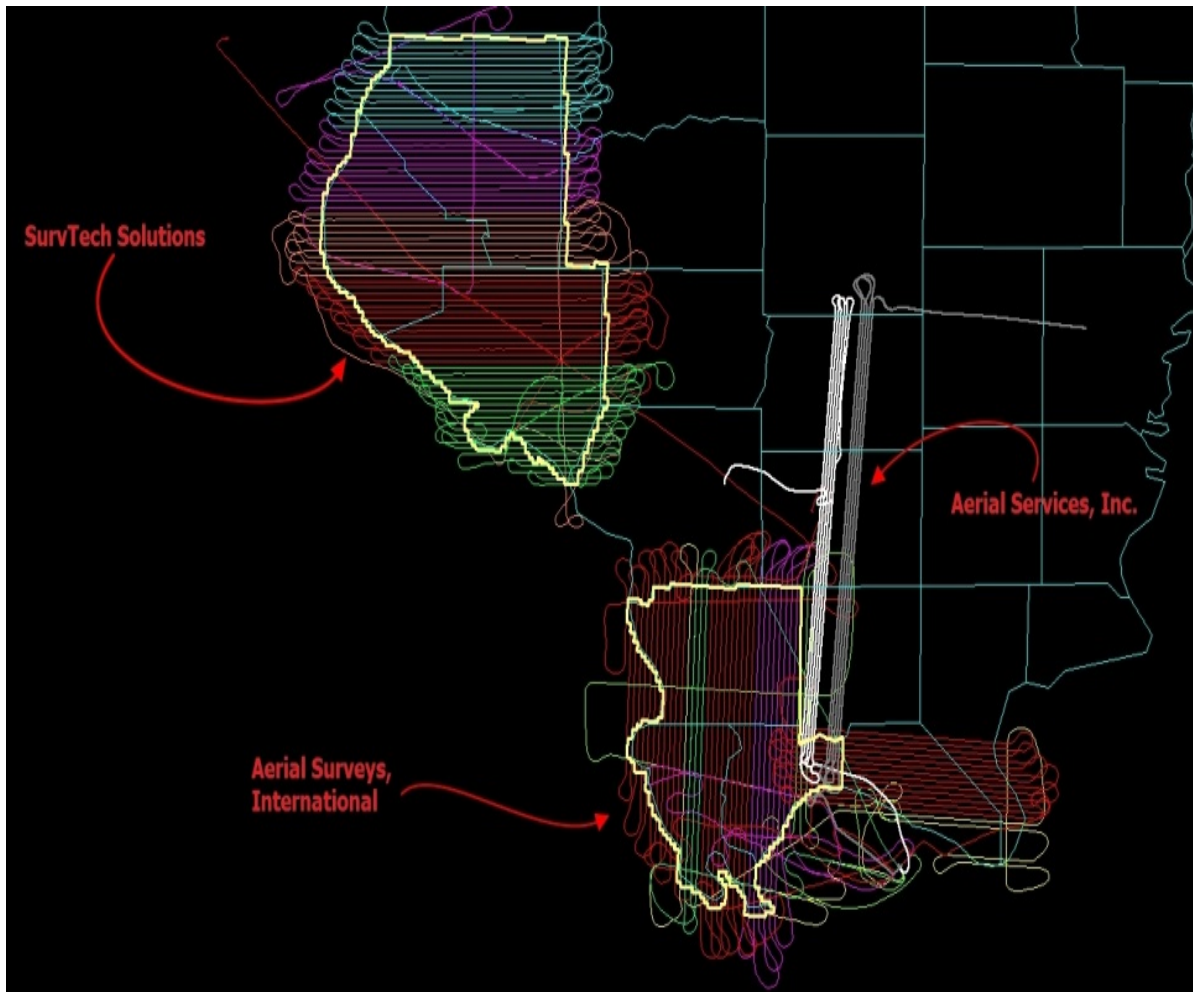 SurvTech Solutions
Aerial Services, Inc.
Aerial Surveys,
International